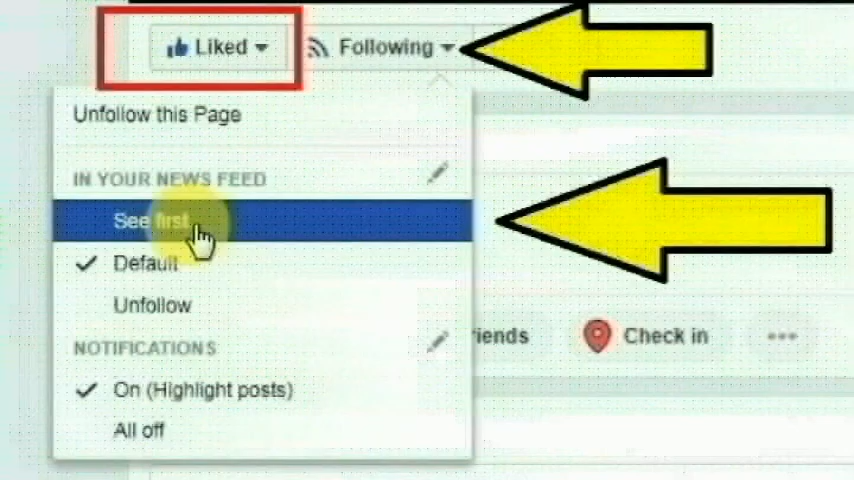 Liked Following
Unfollow this Page
IN YOUR NEWS FEED
See first
Default
Unfollow
NOTIFICATIONS
riends Check in
On (Highlight posts)
All off